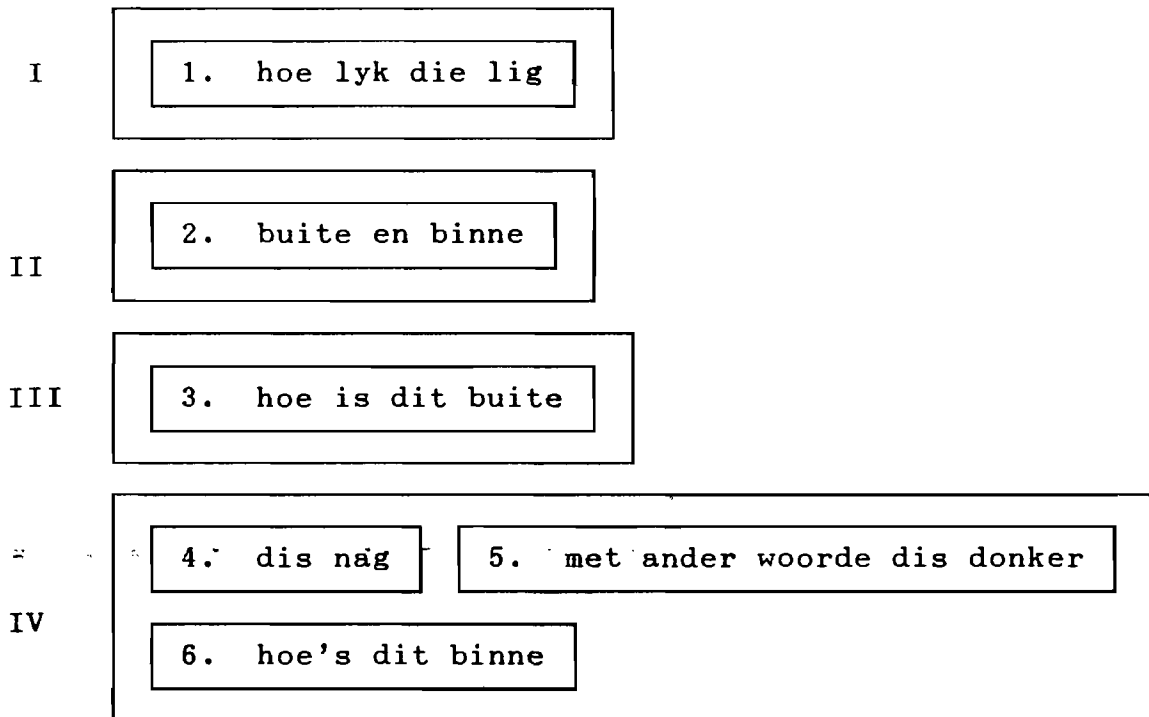 I 1. hoe lyk die lig
II 2. buite en binne
III 3. hoe is dit buite
4. dis nag 5. met ander woorde dis donker
IV
6. hoe's dit binne